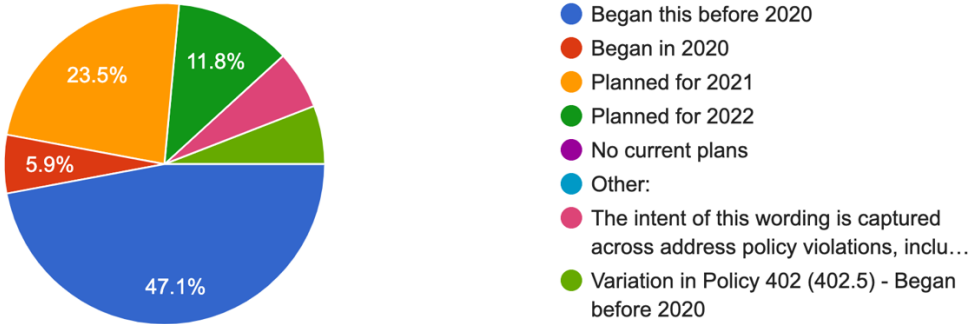 23.5%
11.8%
5.9%
47.1%
Began this before 2020
Began in 2020
Planned for 2021
Planned for 2022
No current plans
Other:
The intent of this wording is captured
across address policy violations, inclu…
Variation in Policy 402 (402.5) - Began
before 2020